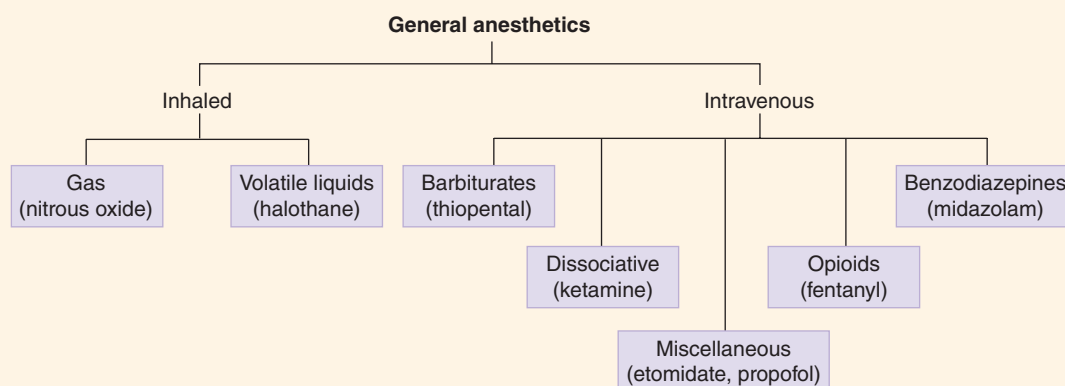 General anesthetics
Inhaled
Intravenous
Gas
(nitrous oxide)
Volatile liquids
(halothane)
Barbiturates
(thiopental)
Benzodiazepines
(midazolam)
Dissociative
(ketamine)
Opioids
(fentanyl)
Miscellaneous
(etomidate, propofol)